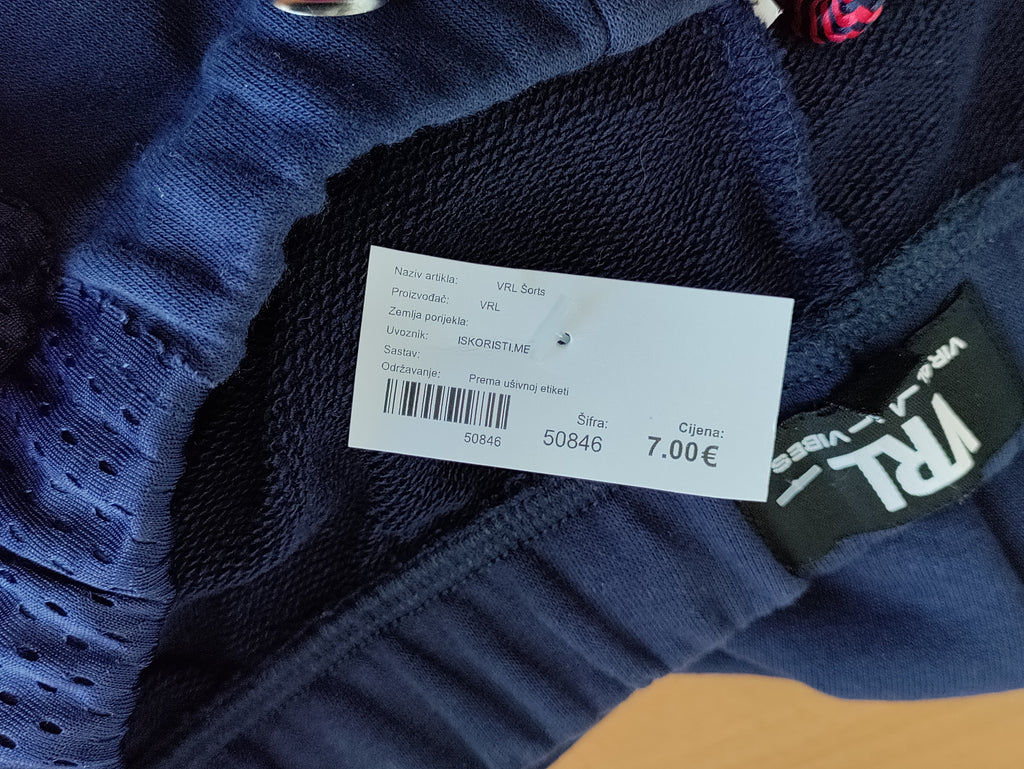 Naziv artikla: VRL Šorts
Proizvođač: VRL
Zemlja porijekla:
Uvoznik: ISKORISTI.ME
Sastav:
Održavanje: Prema ušivnoj etiketi
50846
Šifra:
50846
Cijena:
7.00€
VRL
VIBES